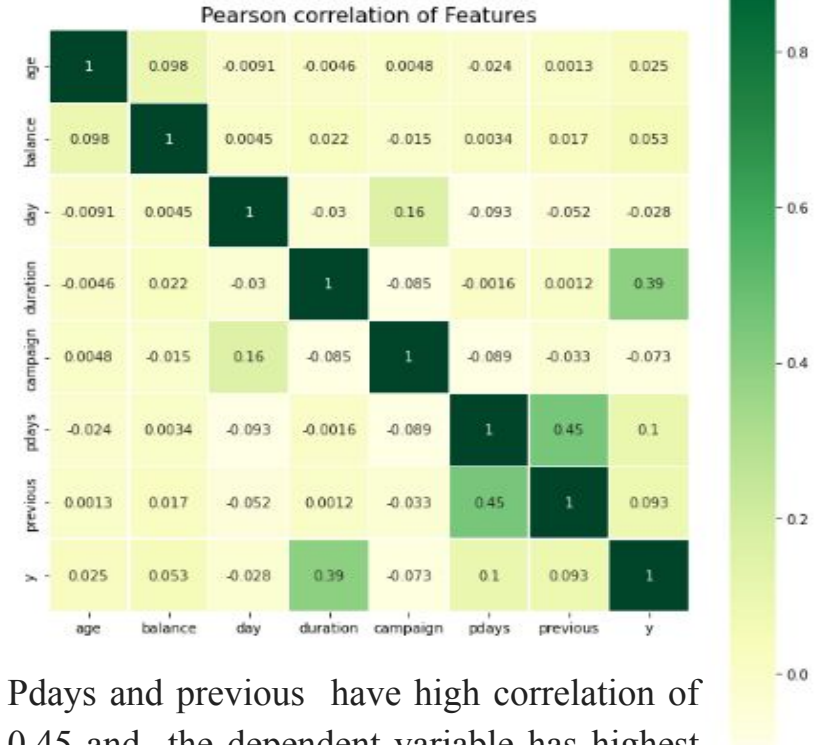 Pearson correlation of Features
age 1 0.098 -0.0091 -0.0046 0.0048 -0.024 0.0013 0.025
balance 0.098 1 0.0045 0.022 -0.015 0.0034 0.017 0.053
day -0.0091 0.0045 1 -0.03 0.16 -0.093 -0.052 -0.028
duration -0.0046 0.022 -0.03 1 -0.085 -0.0016 0.0012 0.39
campaign 0.0048 -0.015 0.16 -0.085 1 -0.089 -0.033 -0.073
pdays -0.024 0.0034 -0.093 -0.0016 -0.089 1 0.45 0.1
previous 0.0013 0.017 -0.052 0.0012 -0.033 0.45 1 0.093
y 0.025 0.053 -0.028 0.39 -0.073 0.1 0.093 1
age balance day duration campaign pdays previous y
0.8
0.6
0.4
0.2
0.0
Pdays and previous have high correlation of
0.45 and the dependent variable has highest